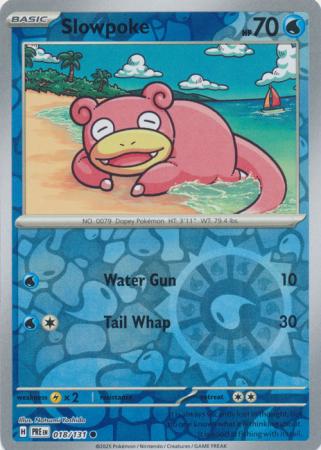 BASIC
Slowpoke
HP 70
NO. 0079 Dopey Pokémon HT: 3'11" WT: 79.4 lbs.
Water Gun 10
Tail Whap 30
weakness ×2 resistance retreat
Illus. Natsumi Yoshida
H PRE EN 018/131
©2025 Pokémon / Nintendo / Creatures / GAME FREAK